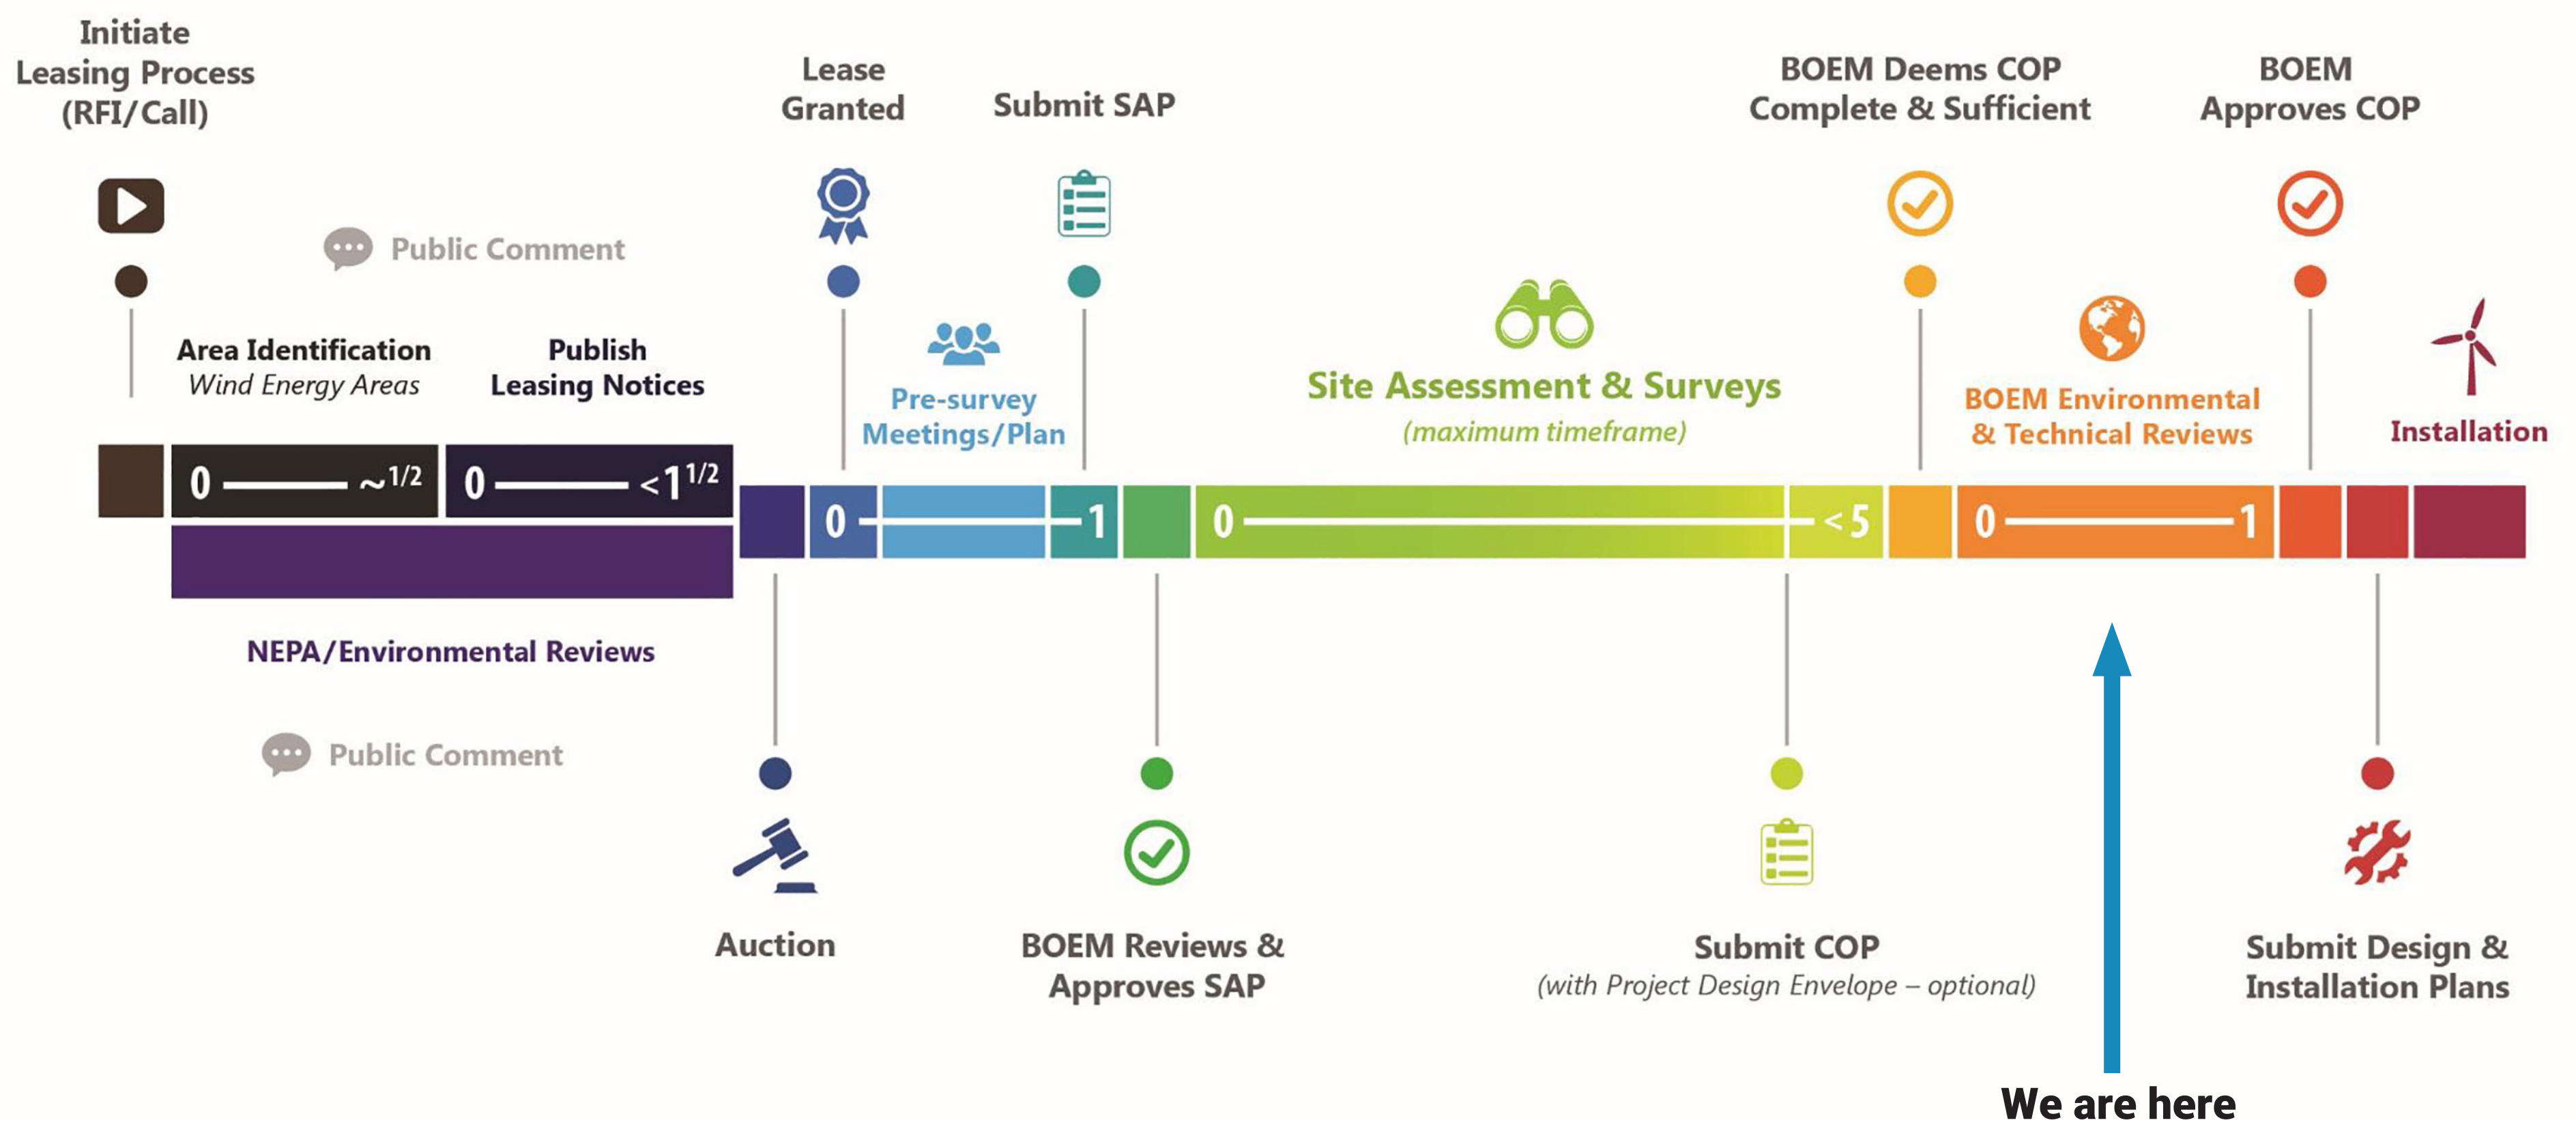 Initiate
Leasing Process
(RFI/Call)
Lease
Granted
Submit SAP
BOEM Deems COP
Complete & Sufficient
BOEM
Approves COP
Public Comment
Area Identification
Wind Energy Areas
Publish
Leasing Notices
Pre-survey
Meetings/Plan
Site Assessment & Surveys
(maximum timeframe)
BOEM Environmental
& Technical Reviews
Installation
0 ~1/2
0 <1 1/2
0 1
0 <5
0 1
NEPA/Environmental Reviews
Public Comment
Auction
BOEM Reviews &
Approves SAP
Submit COP
(with Project Design Envelope – optional)
Submit Design &
Installation Plans
We are here